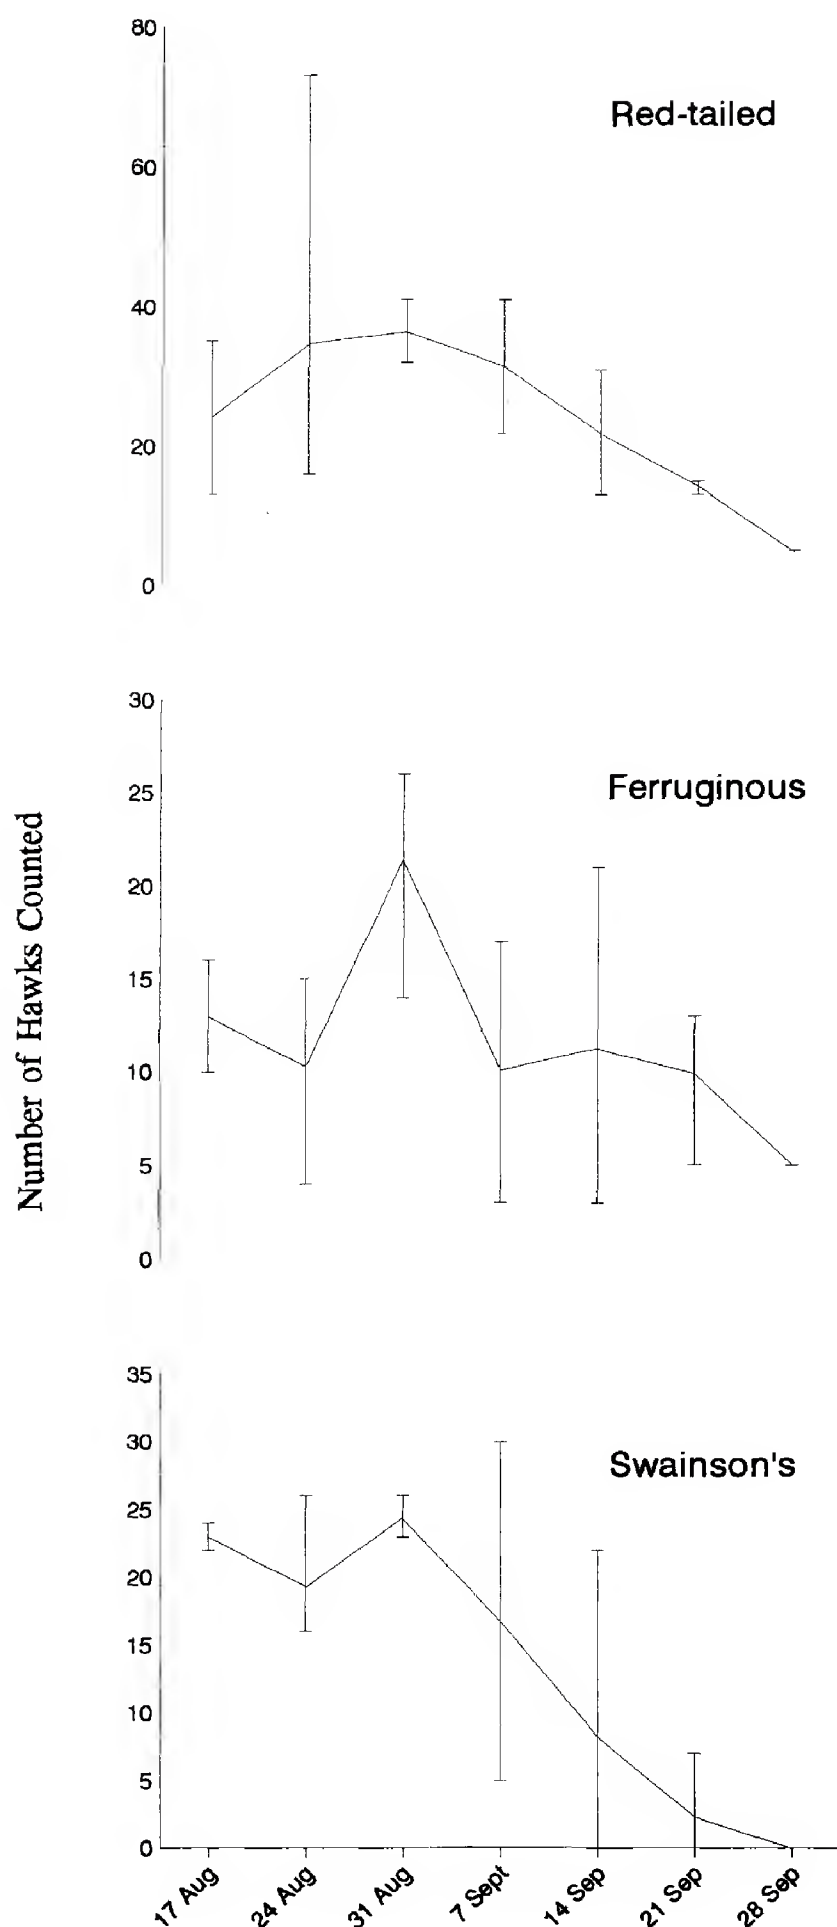 80
Red-tailed
60
40
20
0
30
Ferruginous
25
20
15
10
5
0
Number of Hawks Counted
35
30
Swainson's
25
20
15
10
5
0
17 Aug
24 Aug
31 Aug
7 Sept
14 Sep
21 Sep
28 Sep